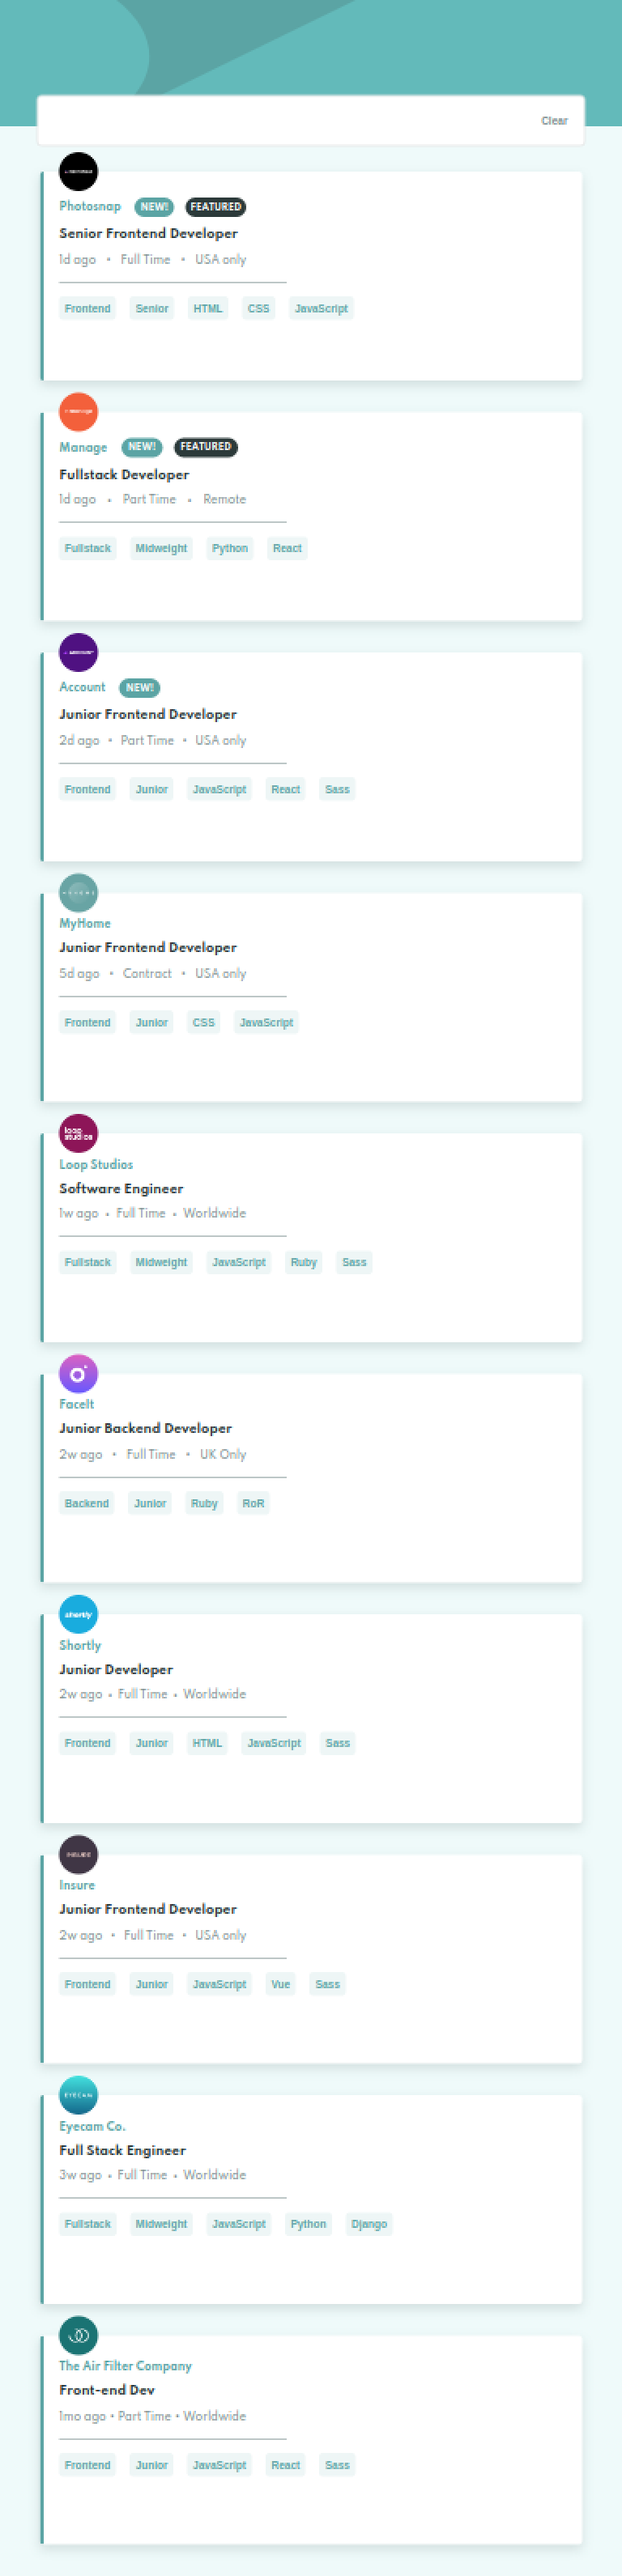 Clear
Photosnap NEW! FEATURED
Senior Frontend Developer
1d ago • Full Time • USA only
Frontend Senior HTML CSS JavaScript
Manage NEW! FEATURED
Fullstack Developer
1d ago • Part Time • Remote
Fullstack Midweight Python React
Account NEW!
Junior Frontend Developer
2d ago • Part Time • USA only
Frontend Junior JavaScript React Sass
MyHome
Junior Frontend Developer
5d ago • Contract • USA only
Frontend Junior CSS JavaScript
loop
studios
Loop Studios
Software Engineer
1w ago • Full Time • Worldwide
Fullstack Midweight JavaScript Ruby Sass
FaceIt
Junior Backend Developer
2w ago • Full Time • UK Only
Backend Junior Ruby RoR
shortly
Shortly
Junior Developer
2w ago • Full Time • Worldwide
Frontend Junior HTML JavaScript Sass
INSURE
Insure
Junior Frontend Developer
2w ago • Full Time • USA only
Frontend Junior JavaScript Vue Sass
EYECAM
Eyecam Co.
Full Stack Engineer
3w ago • Full Time • Worldwide
Fullstack Midweight JavaScript Python Django
The Air Filter Company
Front-end Dev
1mo ago • Part Time • Worldwide
Frontend Junior JavaScript React Sass